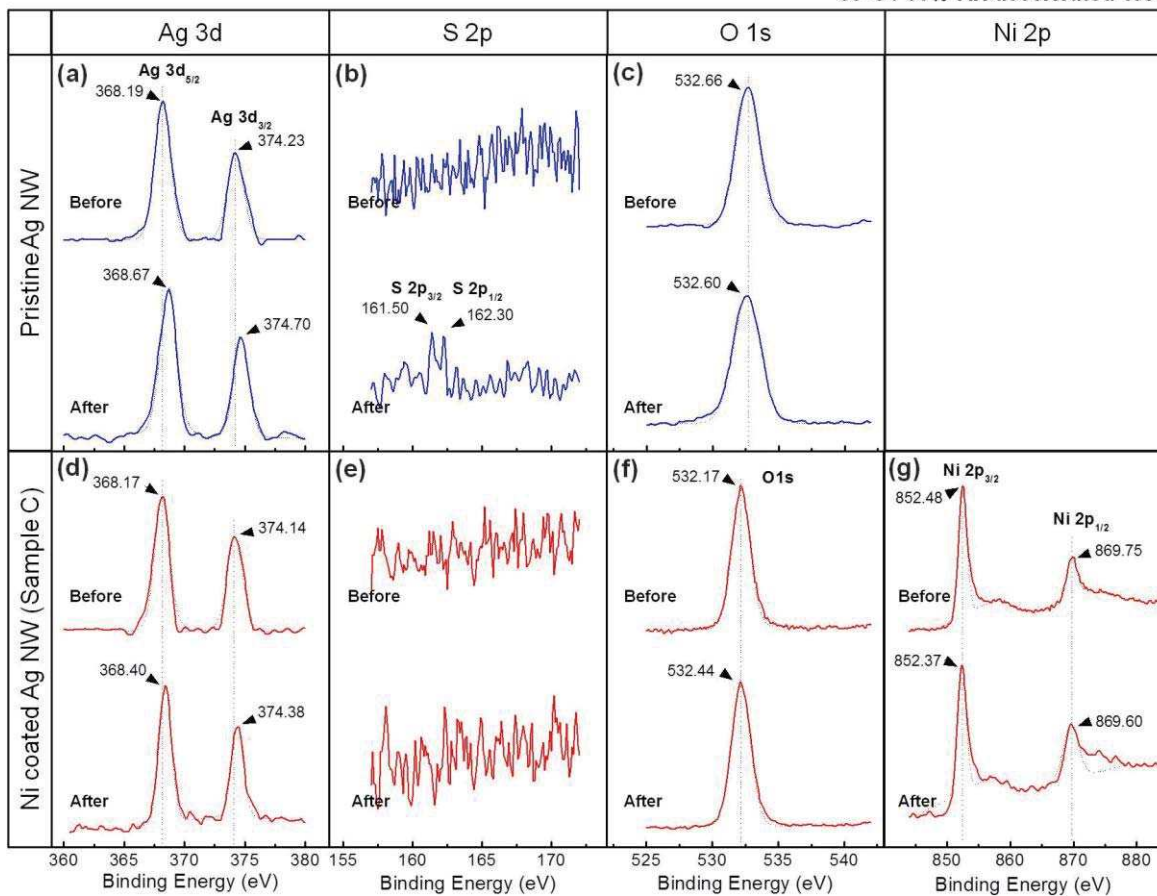 Ag 3d
S 2p
O 1s
Ni 2p
Pristine Ag NW
(a)
Ag 3d5/2
368.19
Ag 3d3/2
374.23
Before
368.67
374.70
After
(b)
Before
S 2p3/2 S 2p1/2
161.50
162.30
After
(c)
532.66
Before
532.60
After
Ni coated Ag NW (Sample C)
(d)
368.17
374.14
Before
368.40
374.38
After
360 365 370 375 380
Binding Energy (eV)
(e)
Before
After
155 160 165 170
Binding Energy (eV)
(f)
532.17
O1s
Before
532.44
After
525 530 535 540
Binding Energy (eV)
(g)
Ni 2p3/2
852.48
Ni 2p1/2
869.75
Before
852.37
869.60
After
850 860 870 880
Binding Energy (eV)